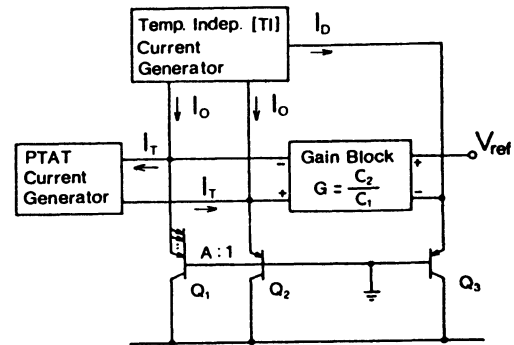 Temp. Indep. [TI]
Current
Generator
I_D
I_O
I_O
PTAT
Current
Generator
I_T
I_T
-
+
Gain Block
G = C_2/C_1
+
-
V_ref
A : 1
Q_1
Q_2
Q_3